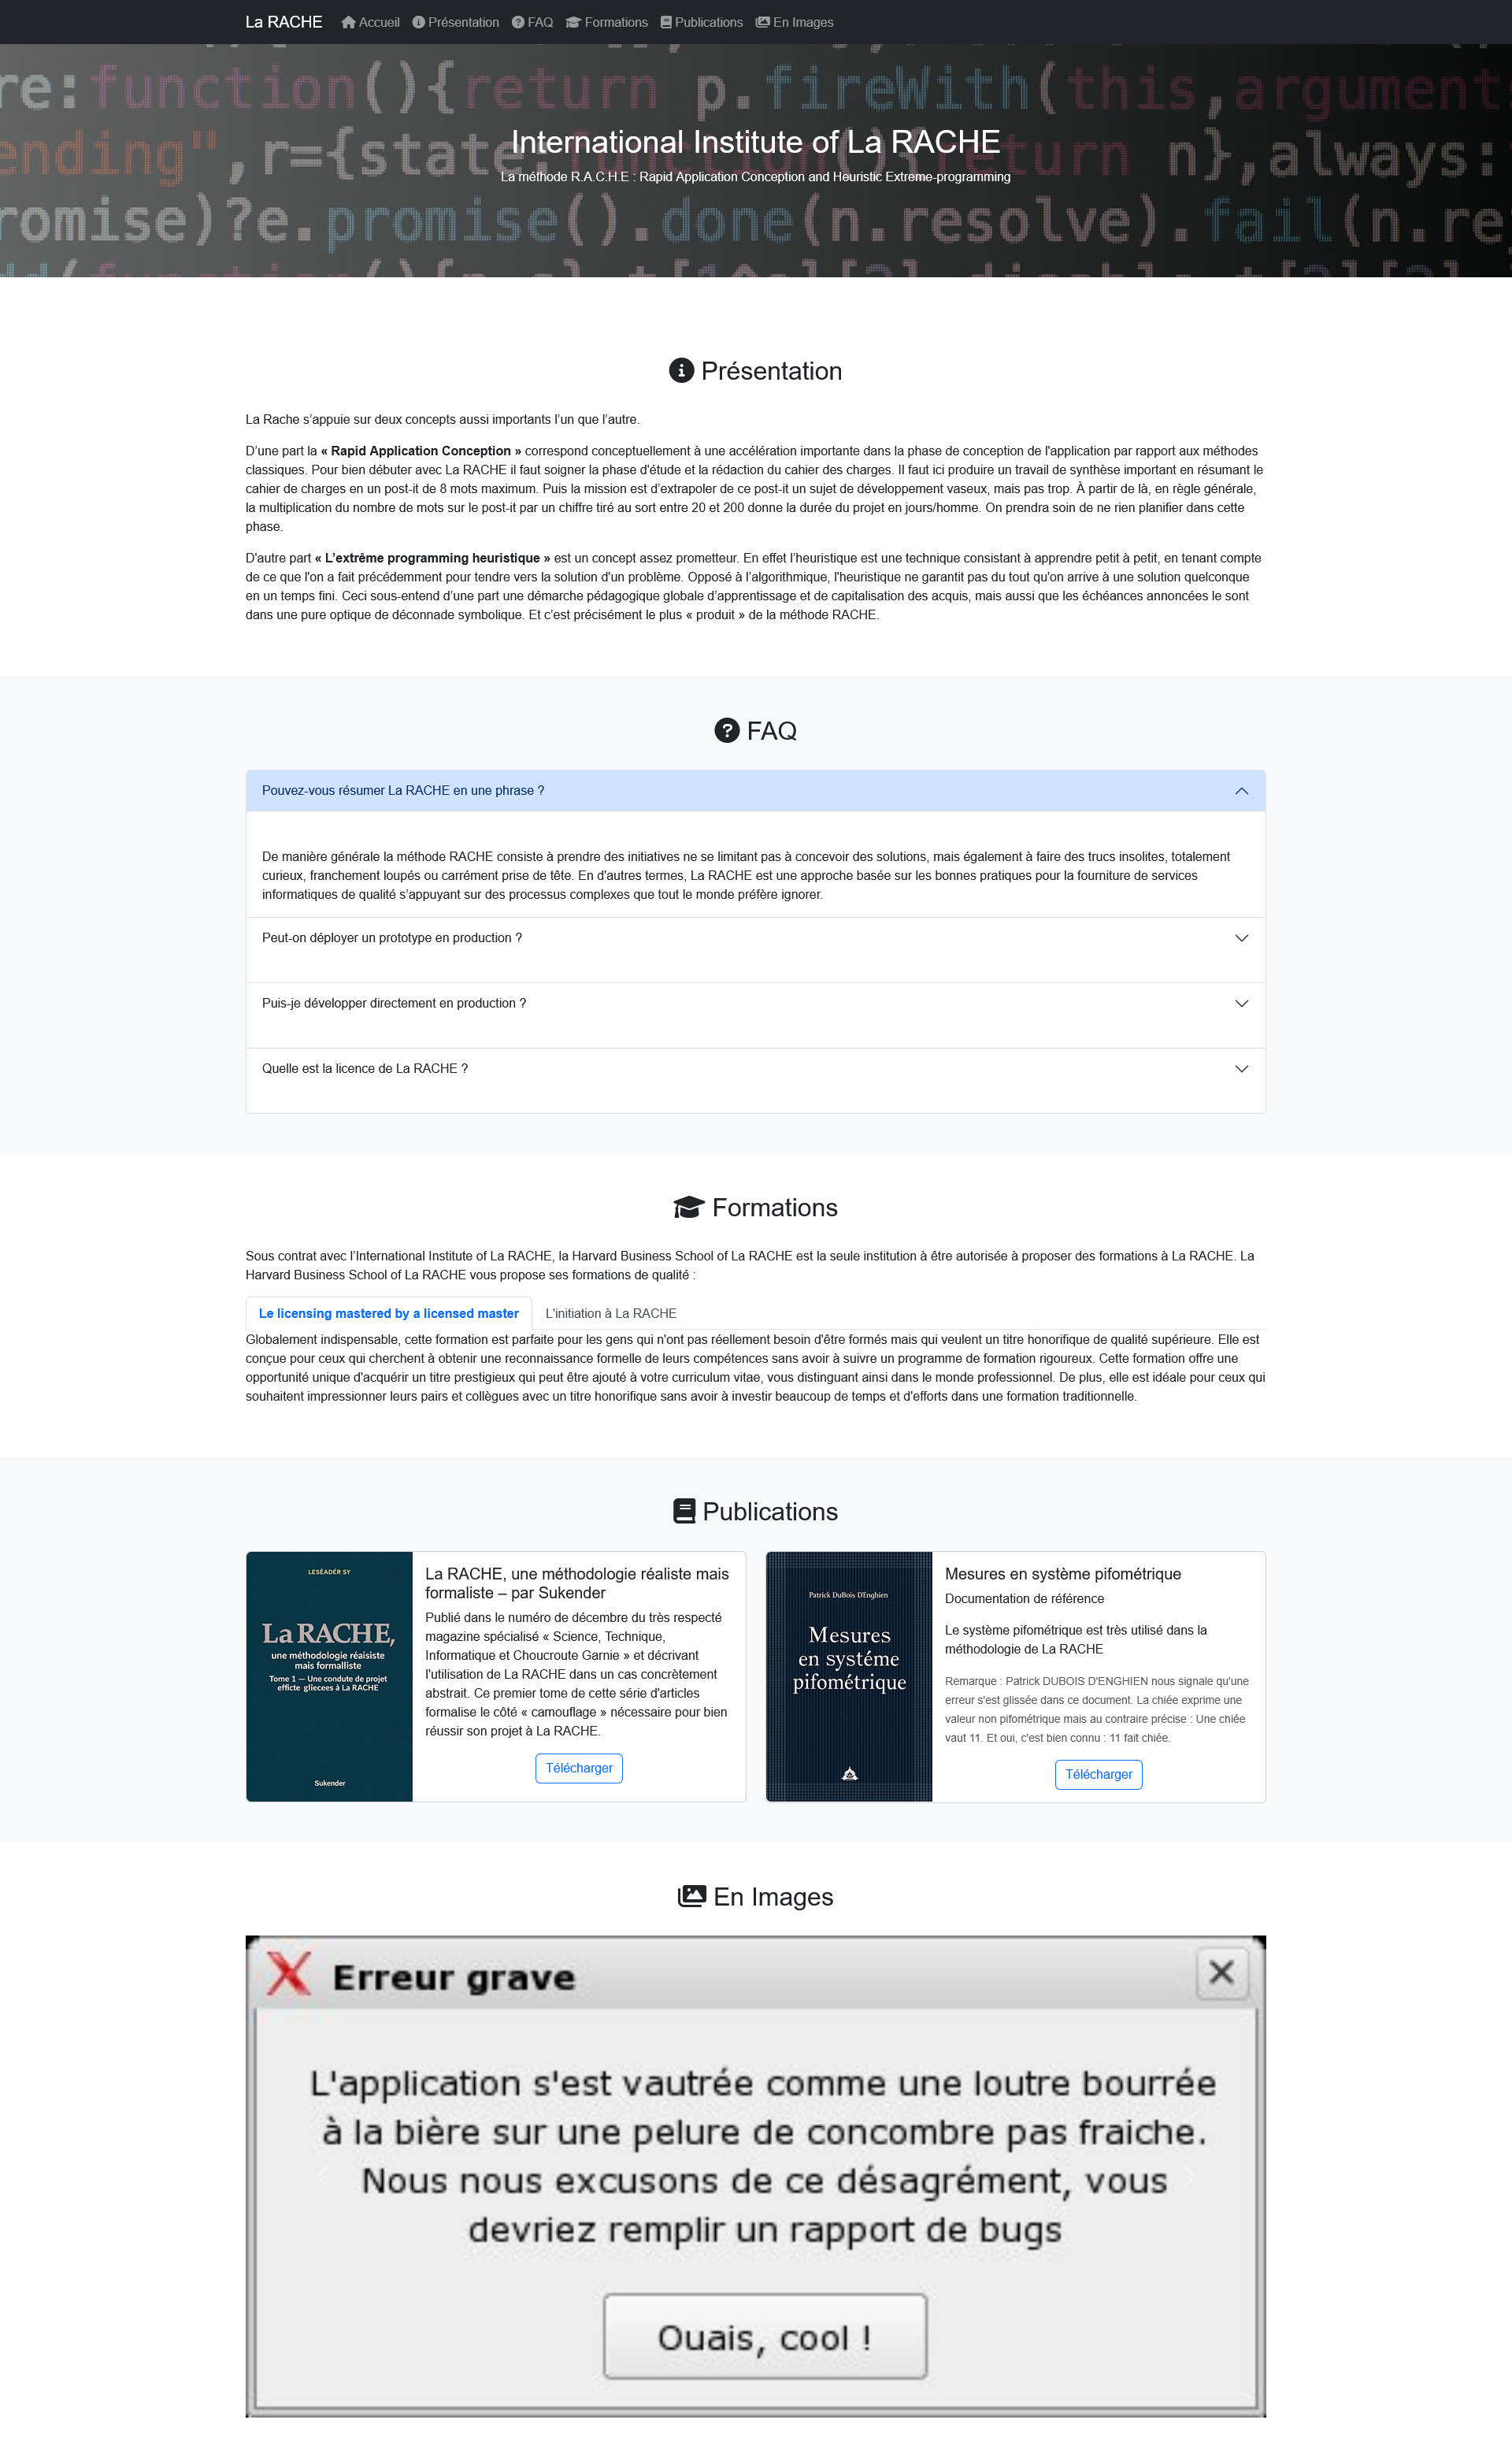 La RACHE Accueil Présentation FAQ Formations Publications En Images
re:function(){return p.fireWith(this,arguments
ending",r={state:function(){return n},always:
International Institute of La RACHE
La méthode R.A.C.H.E : Rapid Application Conception and Heuristic Extreme-programming
romise)?e.promise().done(n.resolve).fail(n.re
Présentation
La Rache s’appuie sur deux concepts aussi importants l’un que l’autre.
D’une part la « Rapid Application Conception » correspond conceptuellement à une accélération importante dans la phase de conception de l'application par rapport aux méthodes
classiques. Pour bien débuter avec La RACHE il faut soigner la phase d'étude et la rédaction du cahier des charges. Il faut ici produire un travail de synthèse important en résumant le
cahier de charges en un post-it de 8 mots maximum. Puis la mission est d’extrapoler de ce post-it un sujet de développement vaseux, mais pas trop. À partir de là, en règle générale,
la multiplication du nombre de mots sur le post-it par un chiffre tiré au sort entre 20 et 200 donne la durée du projet en jours/homme. On prendra soin de ne rien planifier dans cette
phase.
D'autre part « L’extrême programming heuristique » est un concept assez prometteur. En effet l’heuristique est une technique consistant à apprendre petit à petit, en tenant compte
de ce que l'on a fait précédemment pour tendre vers la solution d'un problème. Opposé à l’algorithmique, l'heuristique ne garantit pas du tout qu'on arrive à une solution quelconque
en un temps fini. Ceci sous-entend d’une part une démarche pédagogique globale d’apprentissage et de capitalisation des acquis, mais aussi que les échéances annoncées le sont
dans une pure optique de déconnade symbolique. Et c’est précisément le plus « produit » de la méthode RACHE.
FAQ
Pouvez-vous résumer La RACHE en une phrase ?
De manière générale la méthode RACHE consiste à prendre des initiatives ne se limitant pas à concevoir des solutions, mais également à faire des trucs insolites, totalement
curieux, franchement loupés ou carrément prise de tête. En d'autres termes, La RACHE est une approche basée sur les bonnes pratiques pour la fourniture de services
informatiques de qualité s’appuyant sur des processus complexes que tout le monde préfère ignorer.
Peut-on déployer un prototype en production ?
Puis-je développer directement en production ?
Quelle est la licence de La RACHE ?
Formations
Sous contrat avec l’International Institute of La RACHE, la Harvard Business School of La RACHE est la seule institution à être autorisée à proposer des formations à La RACHE. La
Harvard Business School of La RACHE vous propose ses formations de qualité :
Le licensing mastered by a licensed master L'initiation à La RACHE
Globalement indispensable, cette formation est parfaite pour les gens qui n'ont pas réellement besoin d'être formés mais qui veulent un titre honorifique de qualité supérieure. Elle est
conçue pour ceux qui cherchent à obtenir une reconnaissance formelle de leurs compétences sans avoir à suivre un programme de formation rigoureux. Cette formation offre une
opportunité unique d'acquérir un titre prestigieux qui peut être ajouté à votre curriculum vitae, vous distinguant ainsi dans le monde professionnel. De plus, elle est idéale pour ceux qui
souhaitent impressionner leurs pairs et collègues avec un titre honorifique sans avoir à investir beaucoup de temps et d'efforts dans une formation traditionnelle.
Publications
LESÉADÉR SY
La RACHE,
une méthodologie réaisiste
mais formalliste
Tome 1 — Une condute de projet
efficte gliecees à La RACHE
Sukender
La RACHE, une méthodologie réaliste mais
formaliste – par Sukender
Publié dans le numéro de décembre du très respecté
magazine spécialisé « Science, Technique,
Informatique et Choucroute Garnie » et décrivant
l'utilisation de La RACHE dans un cas concrètement
abstrait. Ce premier tome de cette série d'articles
formalise le côté « camouflage » nécessaire pour bien
réussir son projet à La RACHE.
Télécharger
Patrick DuBois D'Enghien
Mesures
en systéme
pifométrique
Mesures en système pifométrique
Documentation de référence
Le système pifométrique est très utilisé dans la
méthodologie de La RACHE
Remarque : Patrick DUBOIS D'ENGHIEN nous signale qu'une
erreur s'est glissée dans ce document. La chiée exprime une
valeur non pifométrique mais au contraire précise : Une chiée
vaut 11. Et oui, c'est bien connu : 11 fait chiée.
Télécharger
En Images
Erreur grave
L'application s'est vautrée comme une loutre bourrée
à la bière sur une pelure de concombre pas fraiche.
Nous nous excusons de ce désagrément, vous
devriez remplir un rapport de bugs
Ouais, cool !